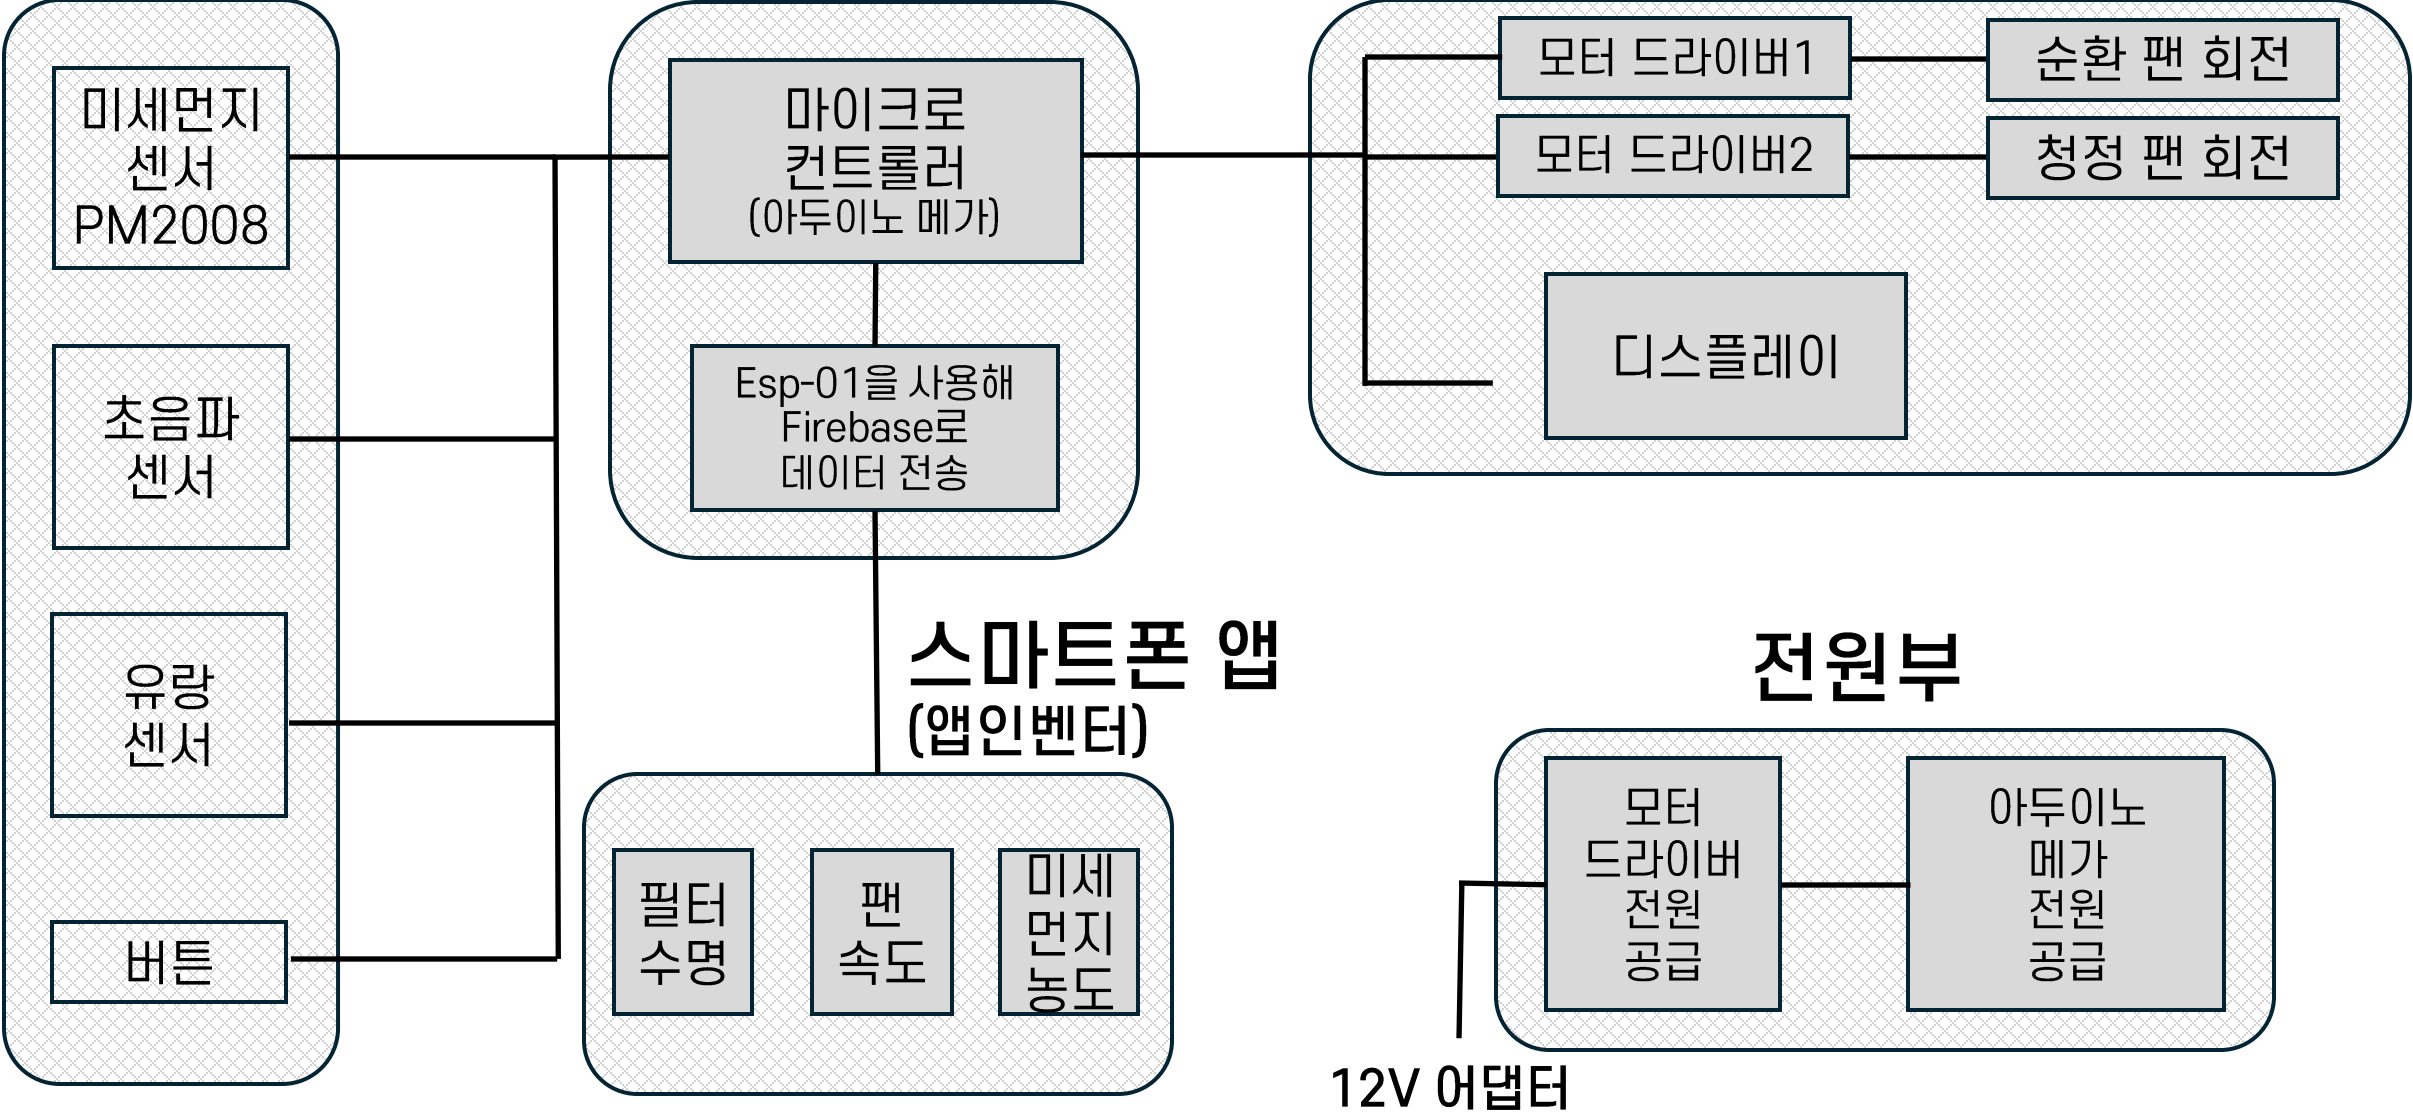 미세먼지
센서
PM2008
초음파
센서
유랑
센서
버튼
마이크로
컨트롤러
(아두이노 메가)
Esp-01을 사용해
Firebase로
데이터 전송
모터 드라이버1
순환 팬 회전
모터 드라이버2
청정 팬 회전
디스플레이
스마트폰 앱
(앱인벤터)
필터
수명
팬
속도
미세
먼지
농도
전원부
모터
드라이버
전원
공급
아두이노
메가
전원
공급
12V 어댑터